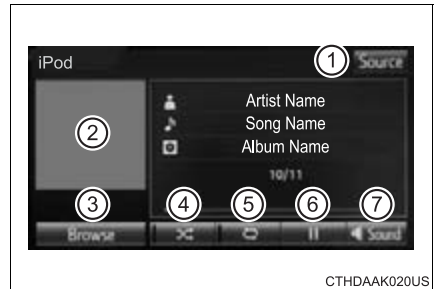 iPod
1 Source
2
Artist Name
Song Name
Album Name
10/11
3 4 5 6 7
Browse Sound
CTHDAAK020US